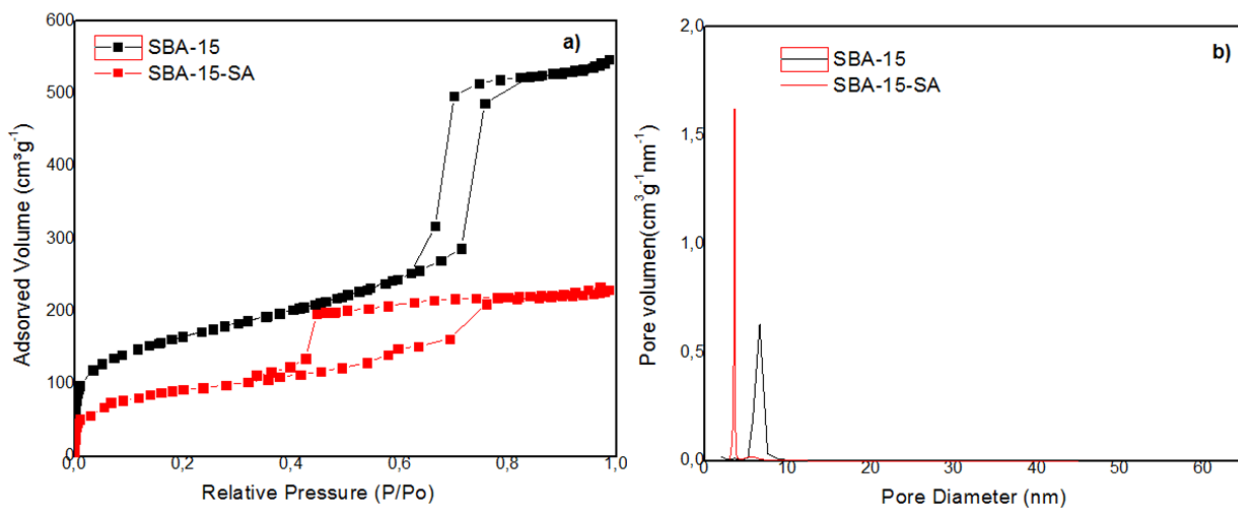 a)
SBA-15
SBA-15-SA
600
500
400
300
200
100
0
0,0
0,2
0,4
0,6
0,8
1,0
Adsorved Volume (cm³g⁻¹)
Relative Pressure (P/Po)
b)
SBA-15
SBA-15-SA
2,0
1,5
1,0
0,5
0,0
0
10
20
30
40
50
60
Pore volumen(cm³g⁻¹nm⁻¹)
Pore Diameter (nm)